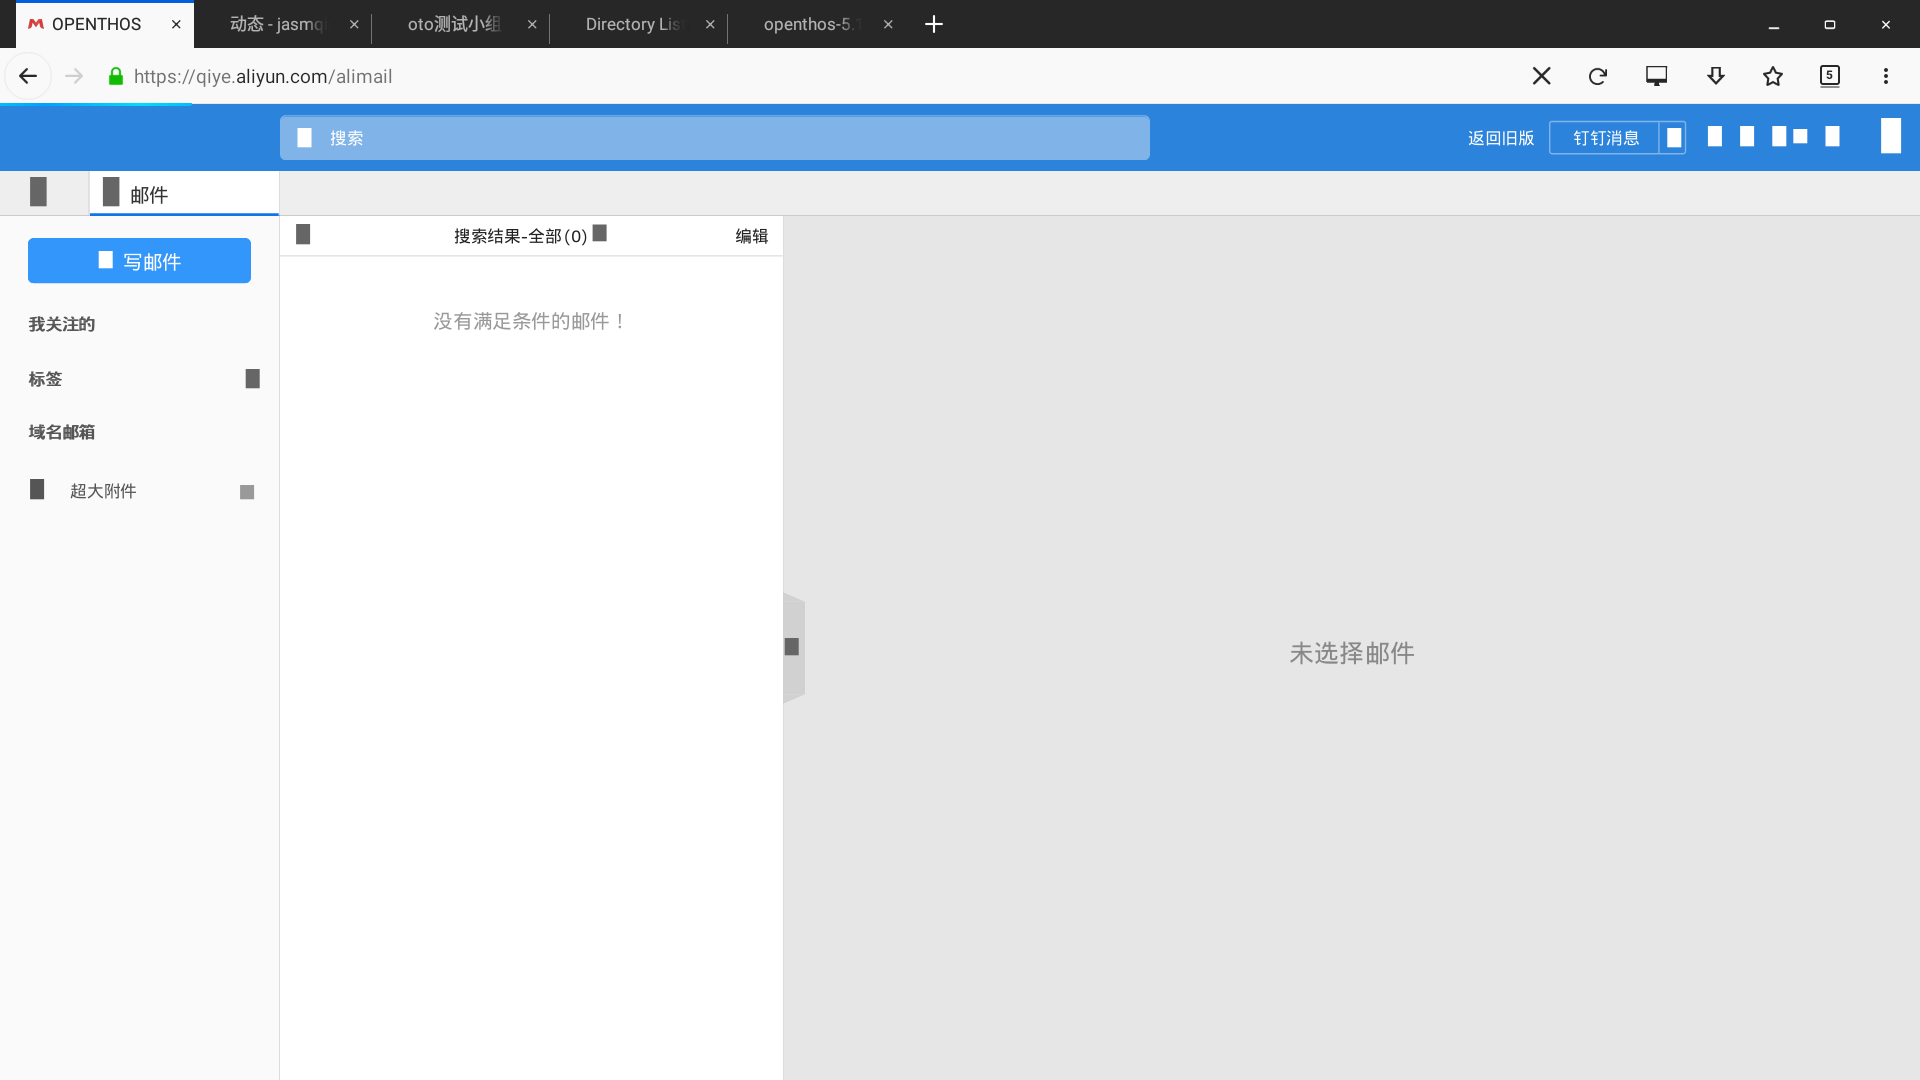 OPENTHOS
动态 - jasmq
oto测试小组
Directory Lis
openthos-5.1
https://qiye.aliyun.com/alimail
5
搜索
返回旧版
钉钉消息
邮件
写邮件
搜索结果-全部(0)
编辑
我关注的
没有满足条件的邮件！
标签
域名邮箱
超大附件
未选择邮件